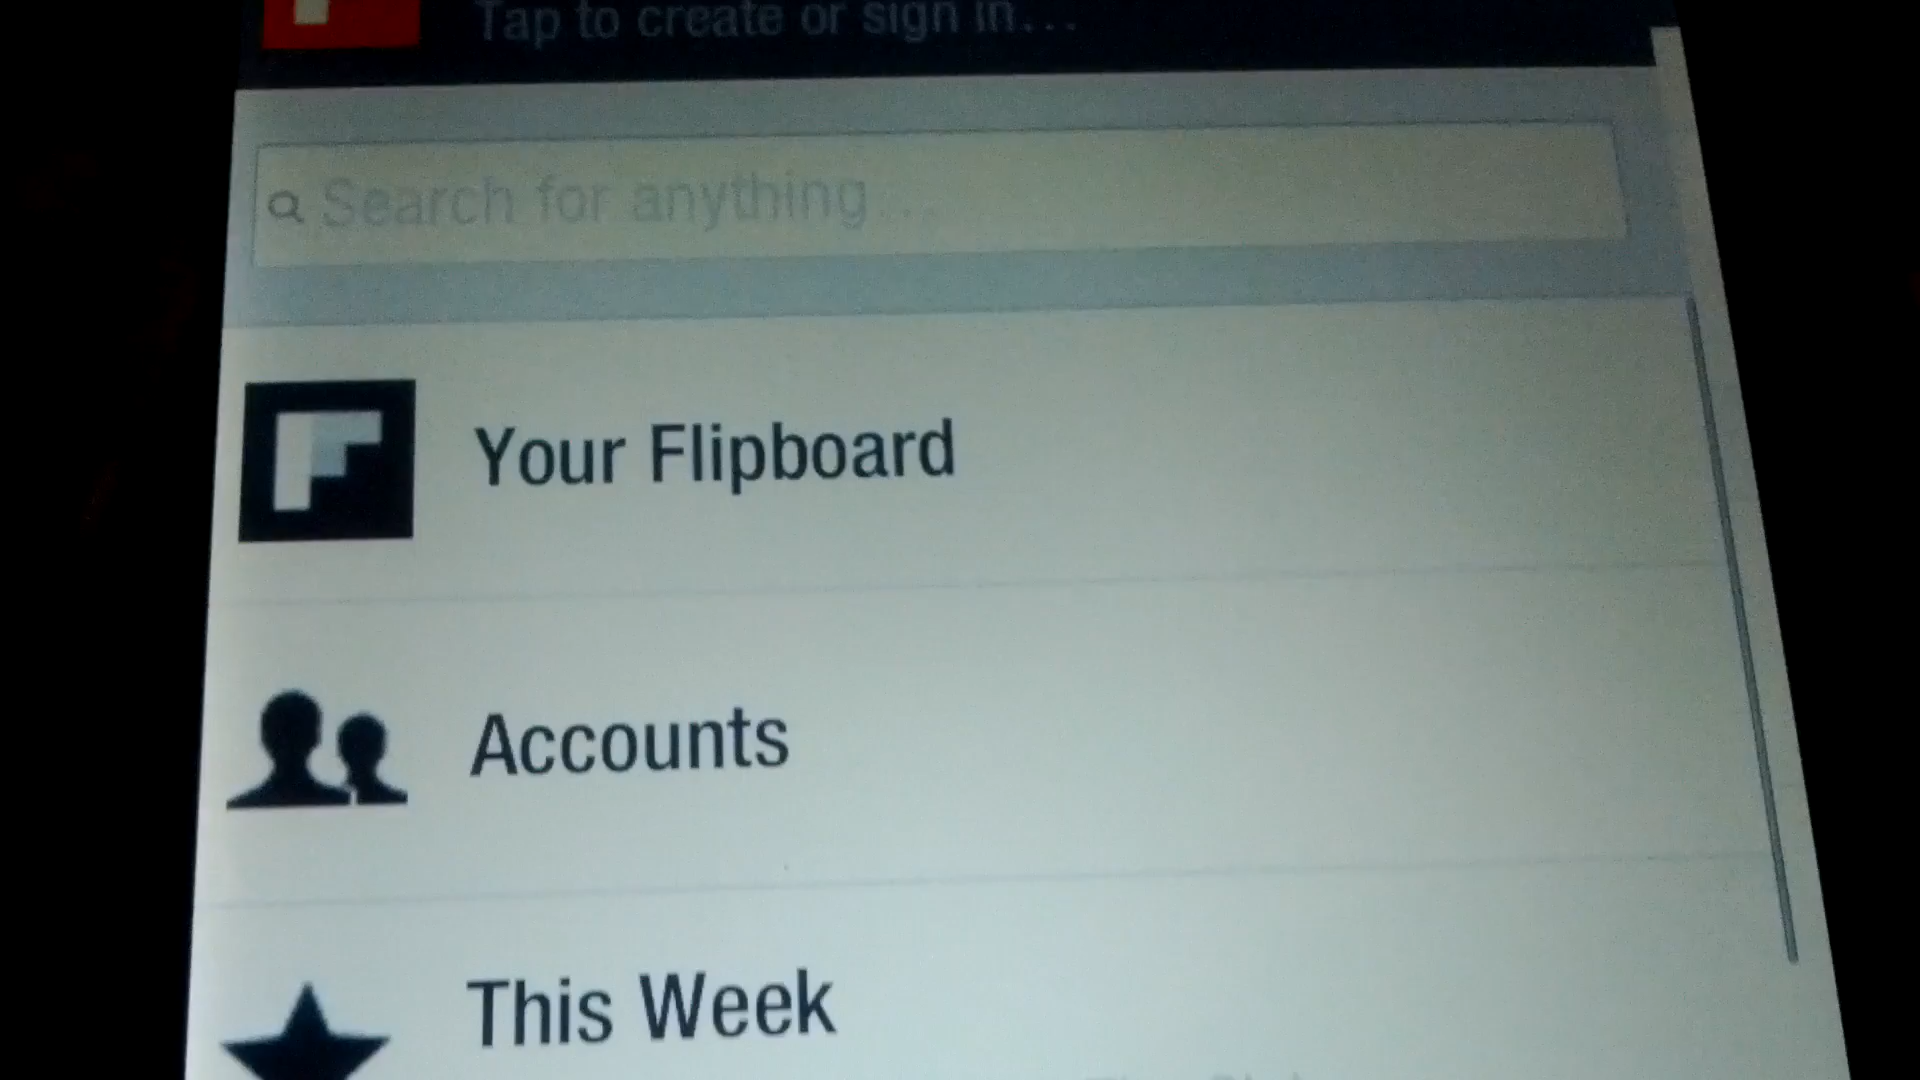 Tap to create or sign in...
Search for anything...
Your Flipboard
Accounts
This Week